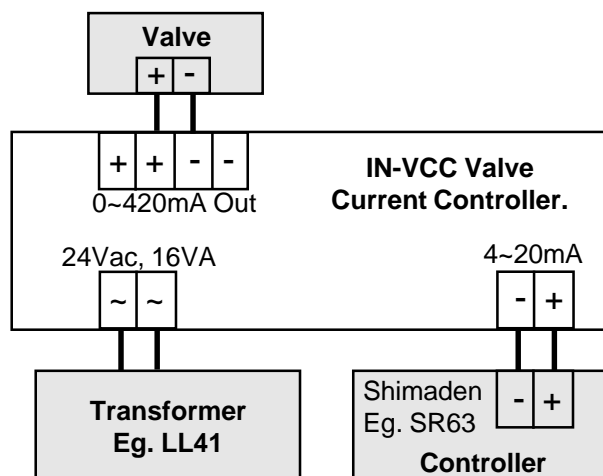 Valve
+ -
+ + - -
0~420mA Out
IN-VCC Valve
Current Controller.
24Vac, 16VA
4~20mA
~ ~
- +
Transformer
Eg. LL41
Shimaden
Eg. SR63
- +
Controller